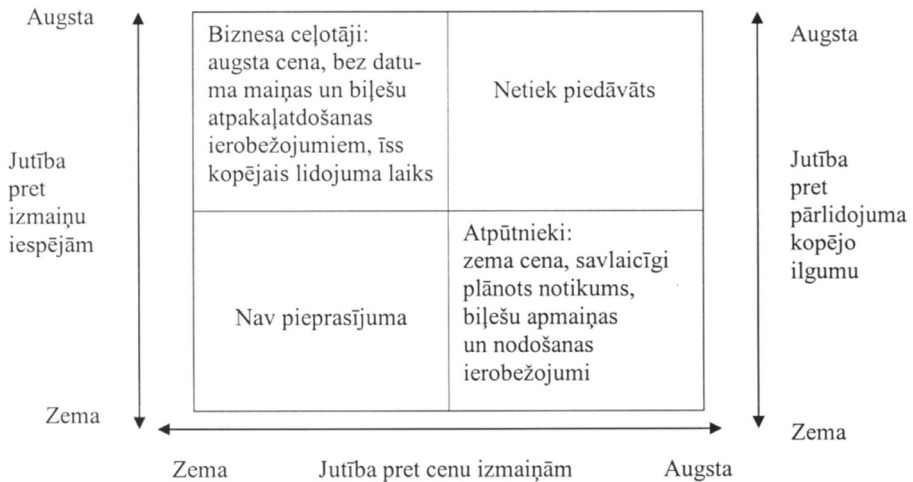 Augsta
Biznesa ceļotāji:
augsta cena, bez datu-
ma maiņas un biļešu
atpakaļatdošanas
ierobežojumiem, īss
kopējais lidojuma laiks
Netiek piedāvāts
Augsta
Jutība
pret
izmaiņu
iespējām
Jutība
pret
pārlidojuma
kopējo
ilgumu
Nav pieprasījuma
Atpūtnieki:
zema cena, savlaicīgi
plānots notikums,
biļešu apmaiņas
un nodošanas
ierobežojumi
Zema
Zema
Zema Jutība pret cenu izmaiņām Augsta